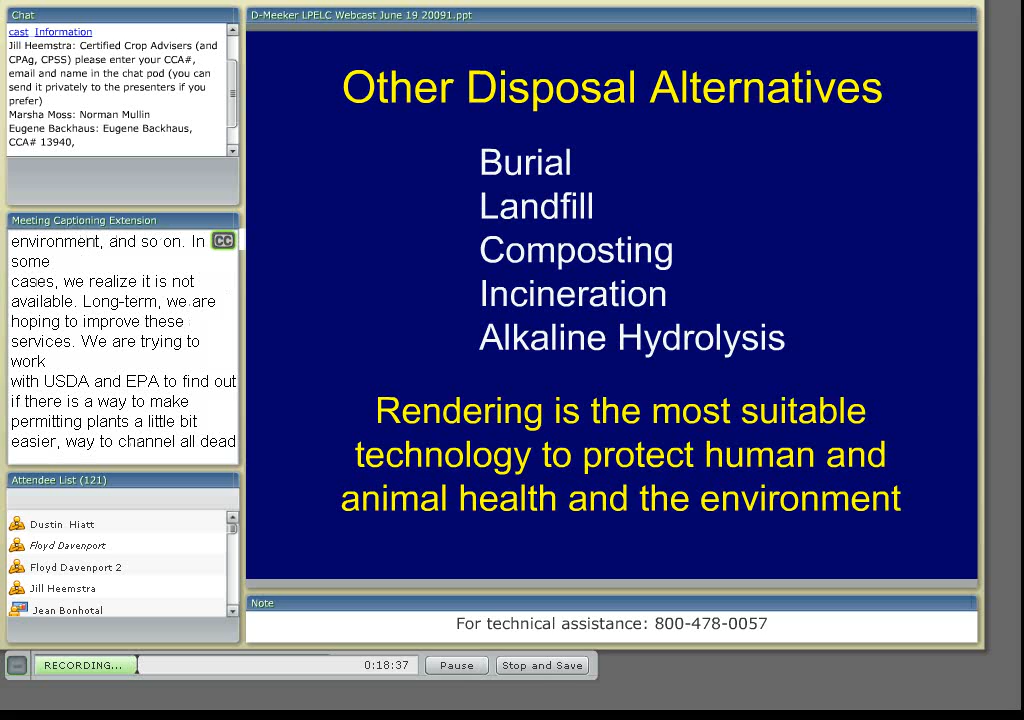 Chat
cast Information
Jill Heemstra: Certified Crop Advisers (and
CPAg, CPSS) please enter your CCA#,
email and name in the chat pod (you can
send it privately to the presenters if you
prefer)
Marsha Moss: Norman Mullin
Eugene Backhaus: Eugene Backhaus,
CCA# 13940,
Meeting Captioning Extension
environment, and so on. In
some
cases, we realize it is not
available. Long-term, we are
hoping to improve these
services. We are trying to
work
with USDA and EPA to find out
if there is a way to make
permitting plants a little bit
easier, way to channel all dead
CC
Attendee List (121)
Dustin Hiatt
Floyd Davenport
Floyd Davenport 2
Jill Heemstra
Jean Bonhotal
D-Meeker LPELC Webcast June 19 20091.ppt
Other Disposal Alternatives
Burial
Landfill
Composting
Incineration
Alkaline Hydrolysis
Rendering is the most suitable
technology to protect human and
animal health and the environment
Note
For technical assistance: 800-478-0057
RECORDING...
0:18:37
Pause
Stop and Save